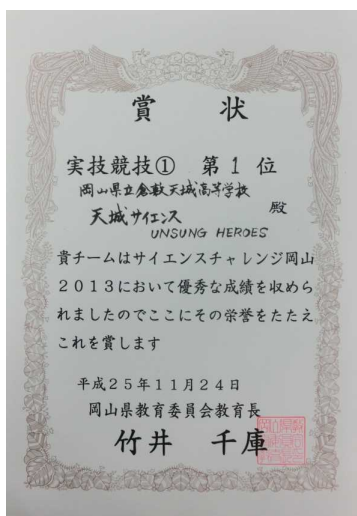 賞状
実技競技① 第1位
岡山県立倉敷天城高等学校
天城サイエンス 殿
UNSUNG HEROES
貴チームはサイエンスチャレンジ岡山
2013において優秀な成績を収めら
れましたのでここにその栄誉をたたえ
これを賞します
平成25年11月24日
岡山県教育委員会教育長
竹井 千庫